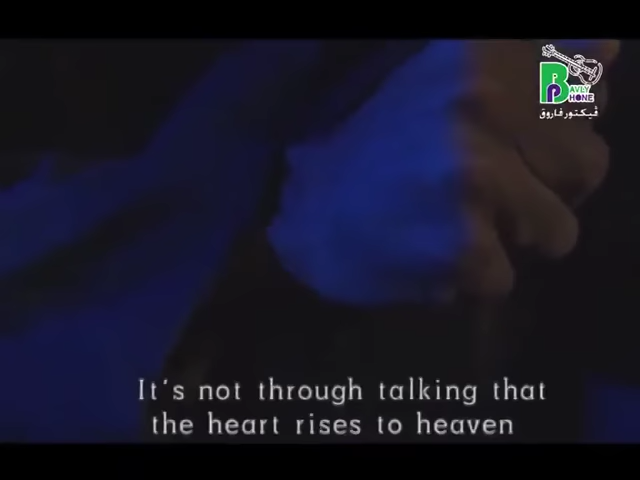 BAVLY
PHONE
ڤيكتور فاروق
It's not through talking that
the heart rises to heaven